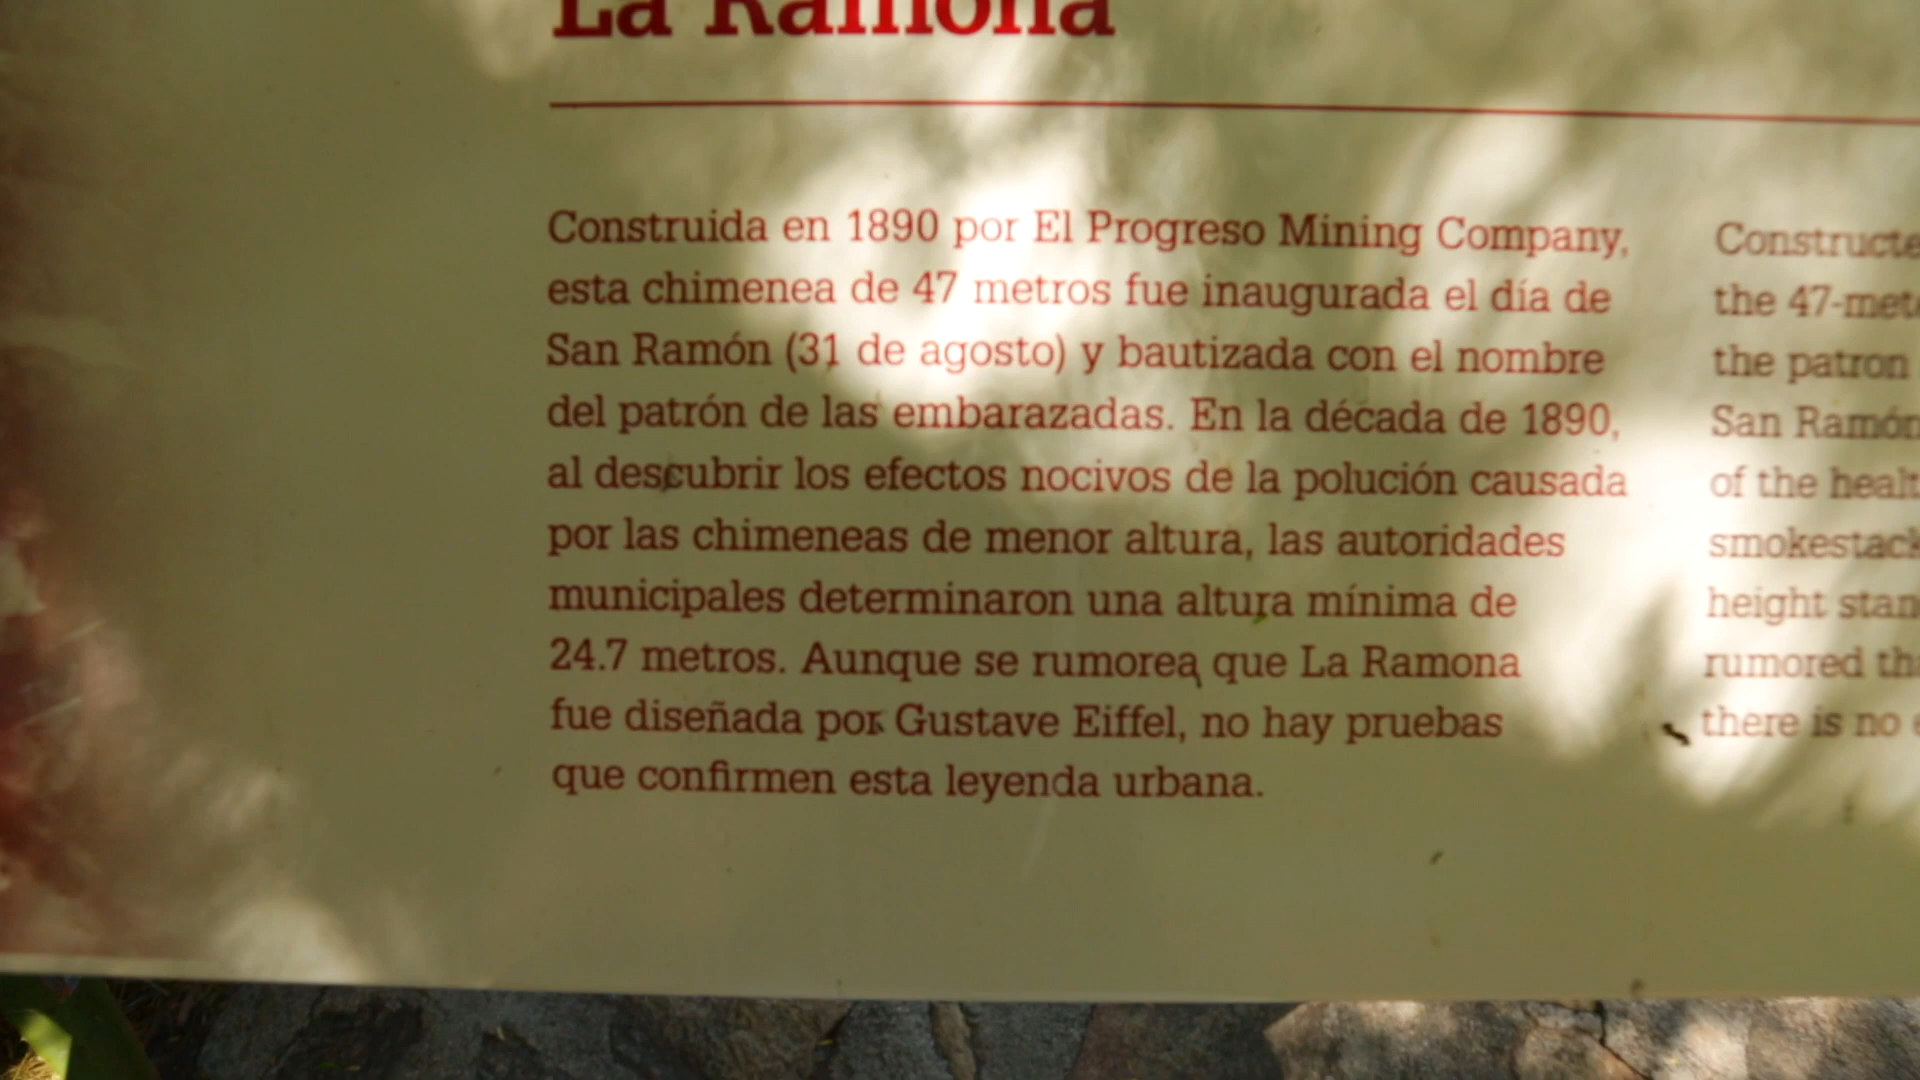 La Ramona
Construida en 1890 por El Progreso Mining Company,
esta chimenea de 47 metros fue inaugurada el día de
San Ramón (31 de agosto) y bautizada con el nombre
del patrón de las embarazadas. En la década de 1890,
al descubrir los efectos nocivos de la polución causada
por las chimeneas de menor altura, las autoridades
municipales determinaron una altura mínima de
24.7 metros. Aunque se rumorea que La Ramona
fue diseñada por Gustave Eiffel, no hay pruebas
que confirmen esta leyenda urbana.
the
the patron
San Ramón
of the
height
rumored
there is no